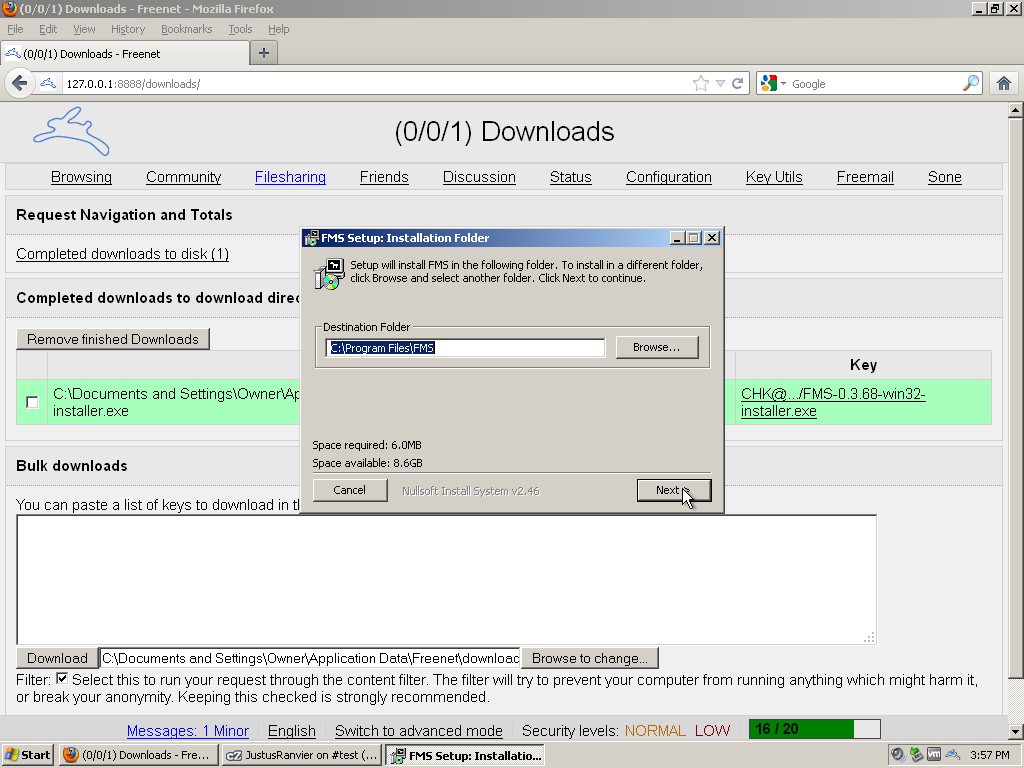 (0/0/1) Downloads - Freenet - Mozilla Firefox
File Edit View History Bookmarks Tools Help
(0/0/1) Downloads - Freenet
127.0.0.1:8888/downloads/
Google
(0/0/1) Downloads
Browsing Community Filesharing Friends Discussion Status Configuration Key Utils Freemail Sone
Request Navigation and Totals
Completed downloads to disk (1)
Completed downloads to download direc
Remove finished Downloads
Key
C:\Documents and Settings\Owner\Ap
installer.exe
CHK@.../FMS-0.3.68-win32-
installer.exe
FMS Setup: Installation Folder
Setup will install FMS in the following folder. To install in a different folder,
click Browse and select another folder. Click Next to continue.
Destination Folder
C:\Program Files\FMS
Browse...
Space required: 6.0MB
Space available: 8.6GB
Cancel
Nullsoft Install System v2.46
Next >
Bulk downloads
You can paste a list of keys to download in th
Download
C:\Documents and Settings\Owner\Application Data\Freenet\downloac
Browse to change...
Filter: Select this to run your request through the content filter. The filter will try to prevent your computer from running anything which might harm it,
or break your anonymity. Keeping this checked is strongly recommended.
Messages: 1 Minor English Switch to advanced mode Security levels: NORMAL LOW 16 / 20
Start
(0/0/1) Downloads - Fre...
JustusRanvier on #test (...
FMS Setup: Installatio...
3:57 PM